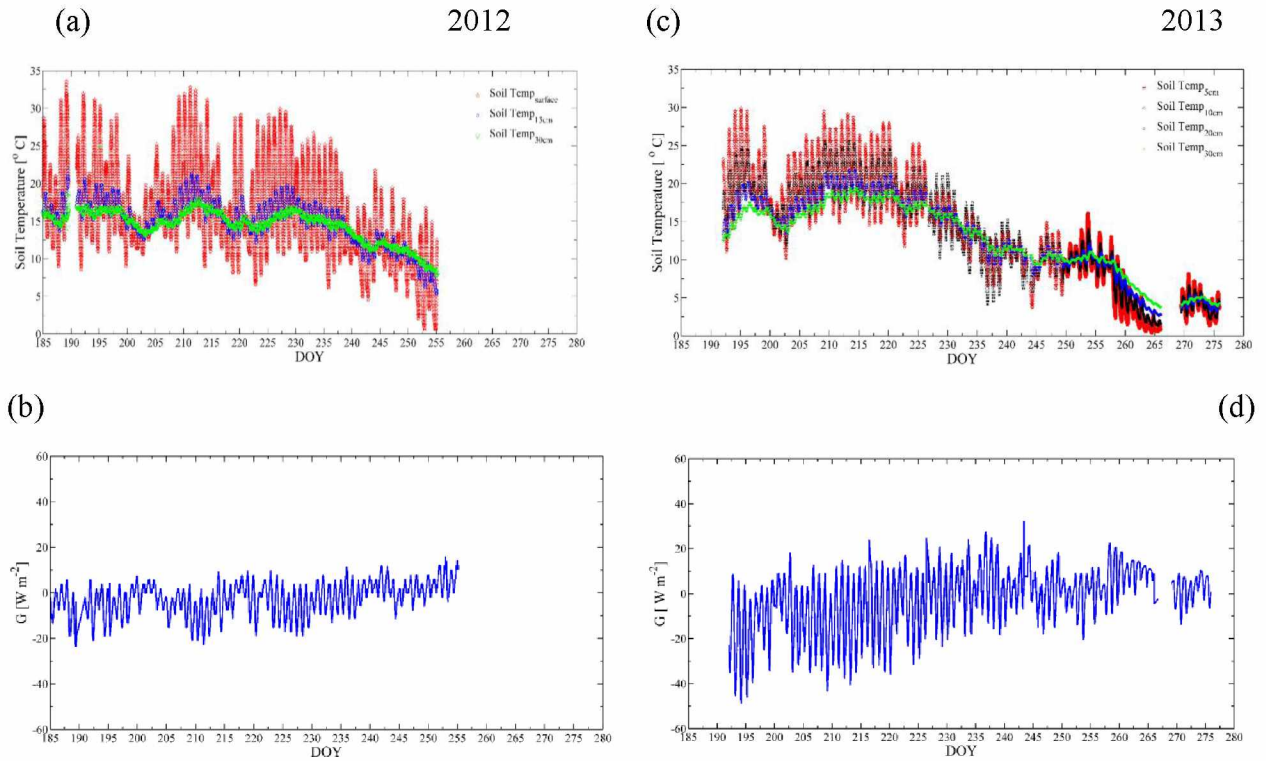 (a) 2012
35
30
25
20
15
10
5
0
Soil Temperature [° C]
Soil Temp surface
Soil Temp 15cm
Soil Temp 30cm
185 190 195 200 205 210 215 220 225 230 235 240 245 250 255 260 265 270 275 280
DOY
(c) 2013
35
30
25
20
15
10
5
0
Soil Temperature [° C]
Soil Temp 5cm
Soil Temp 10cm
Soil Temp 20cm
Soil Temp 30cm
185 190 195 200 205 210 215 220 225 230 235 240 245 250 255 260 265 270 275 280
DOY
(b)
60
40
20
0
-20
-40
-60
G [W m-2]
185 190 195 200 205 210 215 220 225 230 235 240 245 250 255 260 265 270 275 280
DOY
(d)
60
40
20
0
-20
-40
-60
G [W m-2]
185 190 195 200 205 210 215 220 225 230 235 240 245 250 255 260 265 270 275 280
DOY